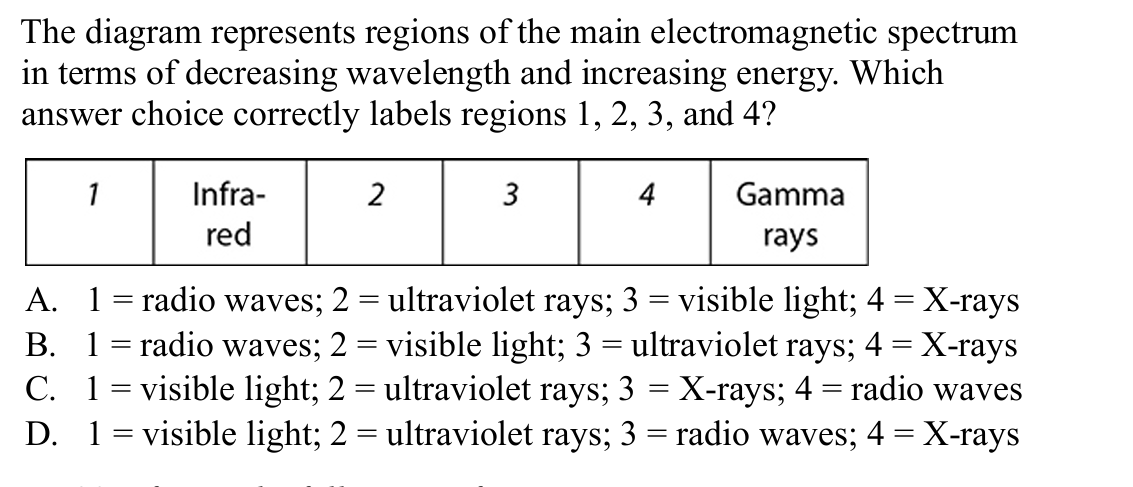 The diagram represents regions of the main electromagnetic spectrum
in terms of decreasing wavelength and increasing energy. Which
answer choice correctly labels regions 1, 2, 3, and 4?
1
Infra-
red
2
3
4
Gamma
rays
A. 1 = radio waves; 2 = ultraviolet rays; 3 = visible light; 4 = X-rays
B. 1 = radio waves; 2 = visible light; 3 = ultraviolet rays; 4 = X-rays
C. 1 = visible light; 2 = ultraviolet rays; 3 = X-rays; 4 = radio waves
D. 1 = visible light; 2 = ultraviolet rays; 3 = radio waves; 4 = X-rays